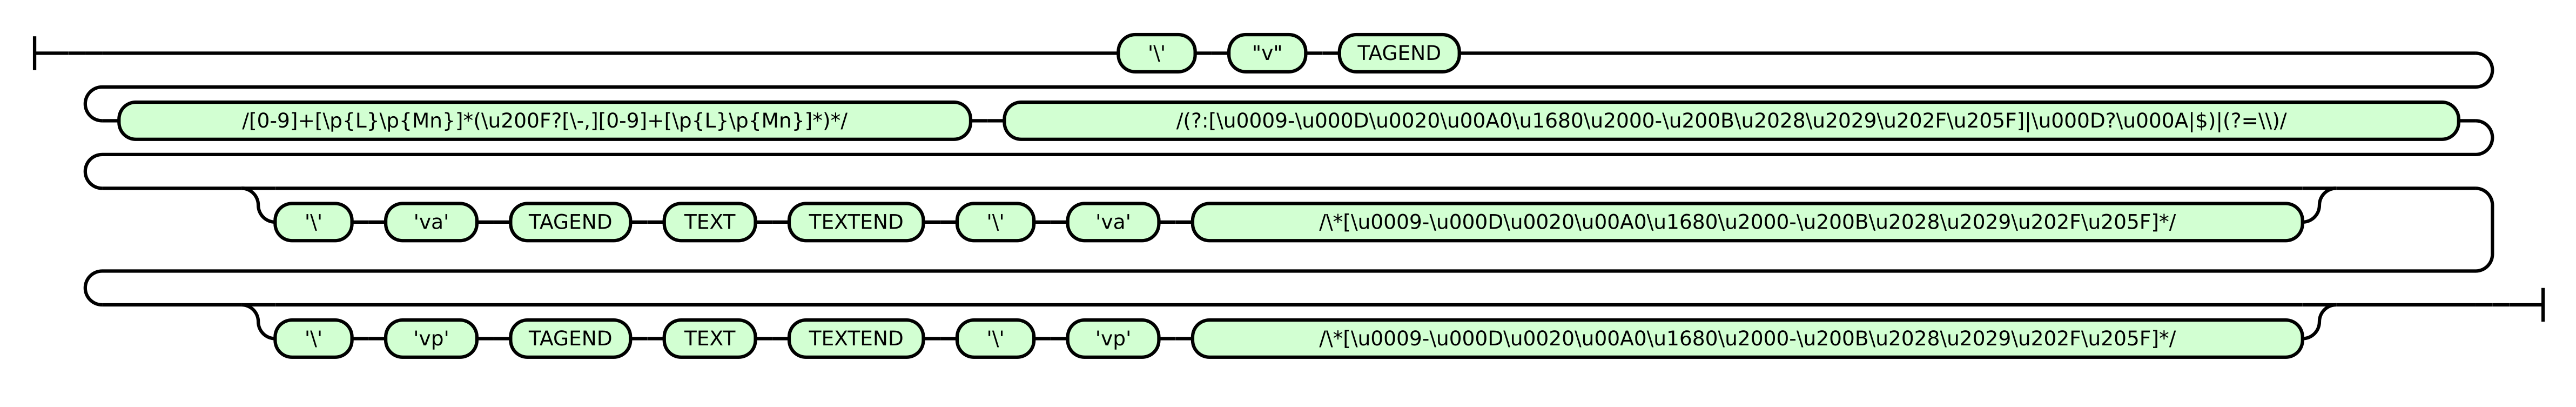 '\' "v" TAGEND
/[0-9]+[\p{L}\p{Mn}]*(\u200F?[\-,][0-9]+[\p{L}\p{Mn}]*)*/ /(?:[\u0009-\u000D\u0020\u00A0\u1680\u2000-\u200B\u2028\u2029\u202F\u205F]|\u000D?\u000A|$)|(?=\\)/
'\' 'va' TAGEND TEXT TEXTEND '\' 'va' /\*[\u0009-\u000D\u0020\u00A0\u1680\u2000-\u200B\u2028\u2029\u202F\u205F]*/
'\' 'vp' TAGEND TEXT TEXTEND '\' 'vp' /\*[\u0009-\u000D\u0020\u00A0\u1680\u2000-\u200B\u2028\u2029\u202F\u205F]*/